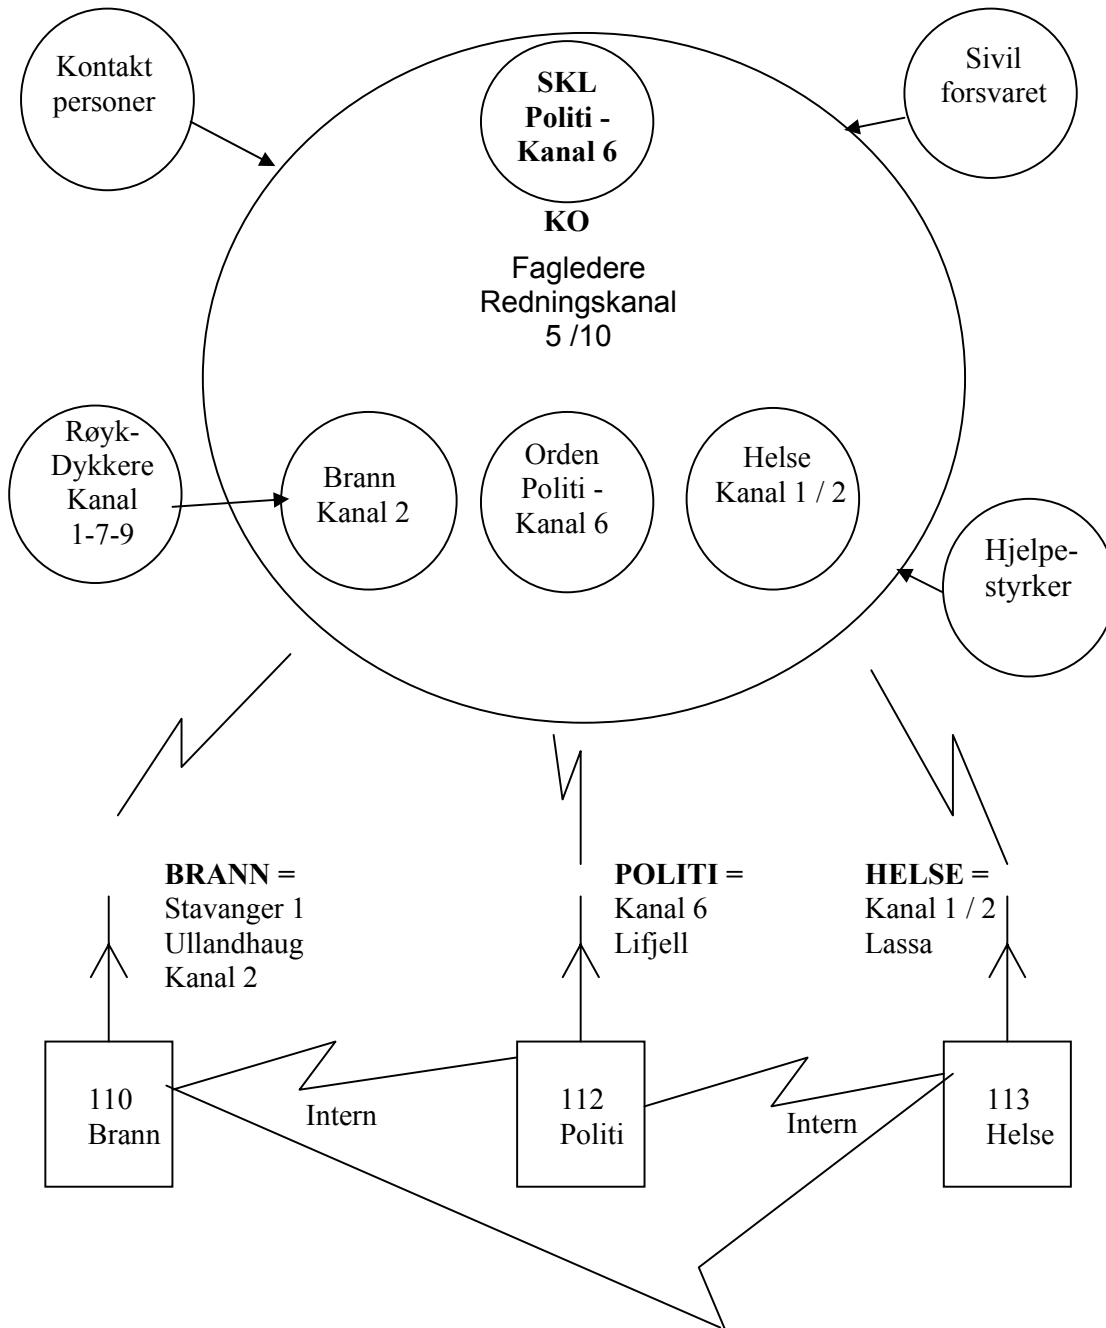 Kontakt
personer
SKL
Politi -
Kanal 6
Sivil
forsvaret
KO
Fagledere
Redningskanal
5 /10
Røyk-
Dykkere
Kanal
1-7-9
Brann
Kanal 2
Orden
Politi -
Kanal 6
Helse
Kanal 1 / 2
Hjelpe-
styrker
BRANN =
Stavanger 1
Ullandhaug
Kanal 2
POLITI =
Kanal 6
Lifjell
HELSE =
Kanal 1 / 2
Lassa
110
Brann
Intern
112
Politi
Intern
113
Helse